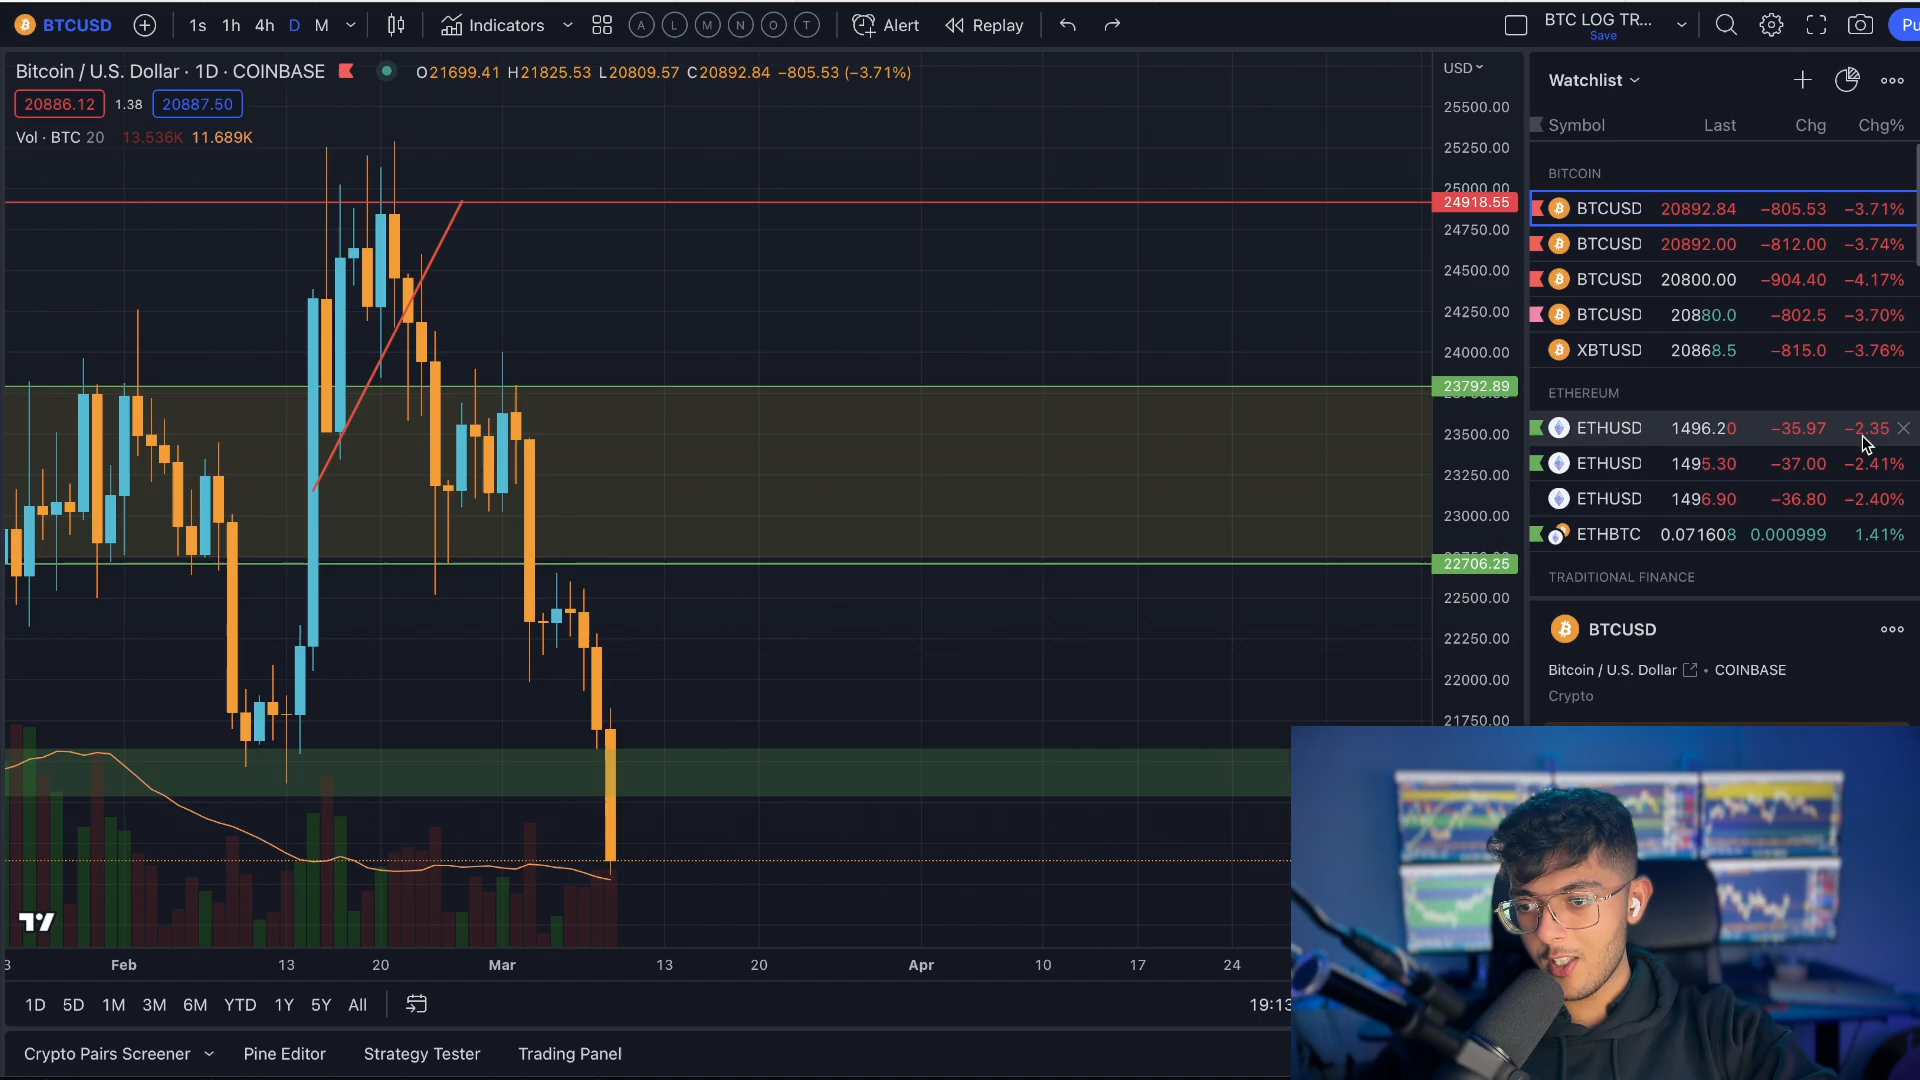 BTCUSD 1s 1h 4h D M Indicators A L M N O T Alert Replay BTC LOG TR... Save Pu
Bitcoin / U.S. Dollar · 1D · COINBASE O21699.41 H21825.53 L20809.57 C20892.84 −805.53 (−3.71%)
20886.12 1.38 20887.50
Vol · BTC 20 13.536K 11.689K
USD
25500.00
25250.00
25000.00
24918.55
24750.00
24500.00
24250.00
24000.00
23792.89
23500.00
23250.00
23000.00
22706.25
22500.00
22250.00
22000.00
21750.00
3 Feb 13 20 Mar 13 20 Apr 10 17 24
1D 5D 1M 3M 6M YTD 1Y 5Y All 19:13
Crypto Pairs Screener Pine Editor Strategy Tester Trading Panel
Watchlist
Symbol Last Chg Chg%
BITCOIN
BTCUSD 20892.84 −805.53 −3.71%
BTCUSD 20892.00 −812.00 −3.74%
BTCUSD 20800.00 −904.40 −4.17%
BTCUSD 20880.0 −802.5 −3.70%
XBTUSD 20868.5 −815.0 −3.76%
ETHEREUM
ETHUSD 1496.20 −35.97 −2.35
ETHUSD 1495.30 −37.00 −2.41%
ETHUSD 1496.90 −36.80 −2.40%
ETHBTC 0.071608 0.000999 1.41%
TRADITIONAL FINANCE
BTCUSD
Bitcoin / U.S. Dollar • COINBASE
Crypto